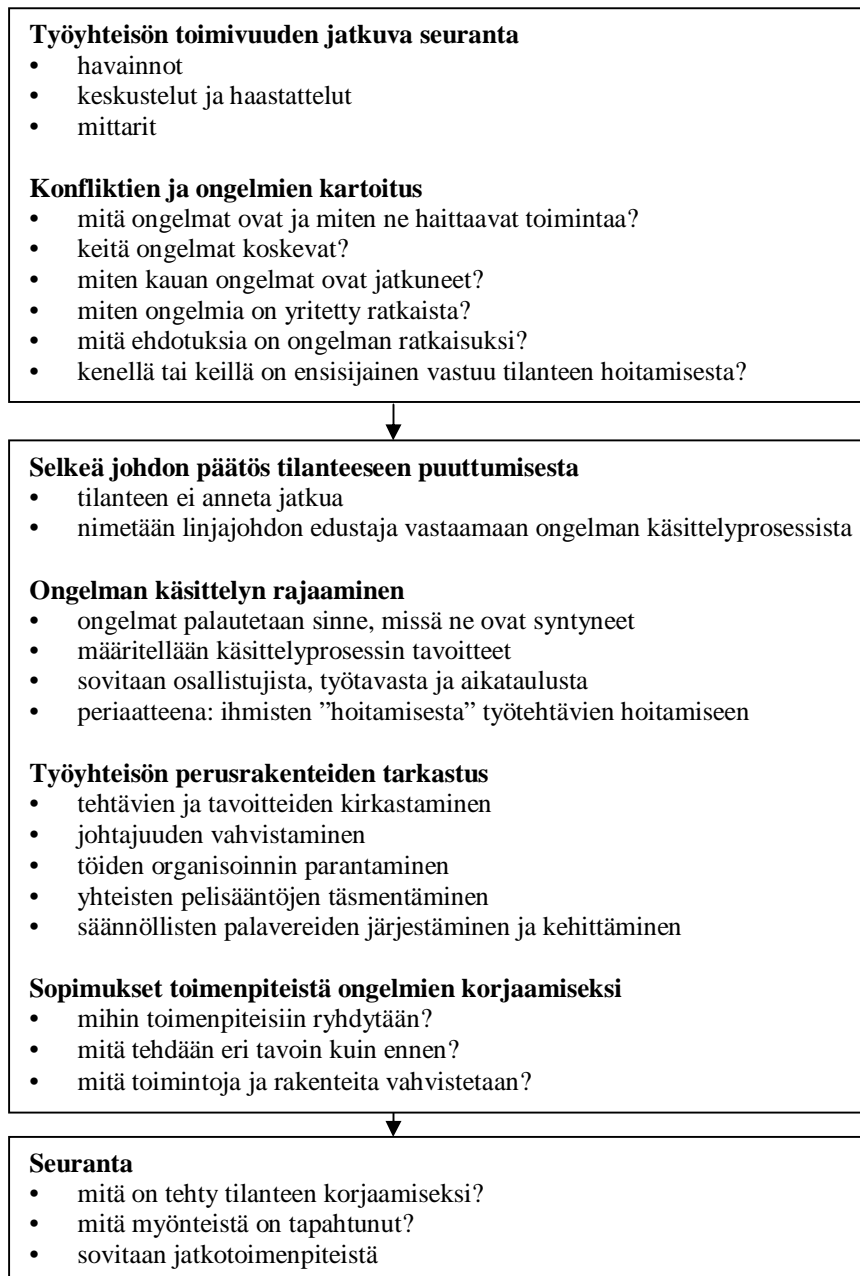 Työyhteisön toimivuuden jatkuva seuranta
• havainnot
• keskustelut ja haastattelut
• mittarit
Konfliktien ja ongelmien kartoitus
• mitä ongelmat ovat ja miten ne haittaavat toimintaa?
• keitä ongelmat koskevat?
• miten kauan ongelmat ovat jatkuneet?
• miten ongelmia on yritetty ratkaista?
• mitä ehdotuksia on ongelman ratkaisuksi?
• kenellä tai keillä on ensisijainen vastuu tilanteen hoitamisesta?
Selkeä johdon päätös tilanteeseen puuttumisesta
• tilanteen ei anneta jatkua
• nimetään linjajohdon edustaja vastaamaan ongelman käsittelyprosessista
Ongelman käsittelyn rajaaminen
• ongelmat palautetaan sinne, missä ne ovat syntyneet
• määritellään käsittelyprosessin tavoitteet
• sovitaan osallistujista, työtavasta ja aikataulusta
• periaatteena: ihmisten ”hoitamisesta” työtehtävien hoitamiseen
Työyhteisön perusrakenteiden tarkastus
• tehtävien ja tavoitteiden kirkastaminen
• johtajuuden vahvistaminen
• töiden organisoinnin parantaminen
• yhteisten pelisääntöjen täsmentäminen
• säännöllisten palavereiden järjestäminen ja kehittäminen
Sopimukset toimenpiteistä ongelmien korjaamiseksi
• mihin toimenpiteisiin ryhdytään?
• mitä tehdään eri tavoin kuin ennen?
• mitä toimintoja ja rakenteita vahvistetaan?
Seuranta
• mitä on tehty tilanteen korjaamiseksi?
• mitä myönteistä on tapahtunut?
• sovitaan jatkotoimenpiteistä